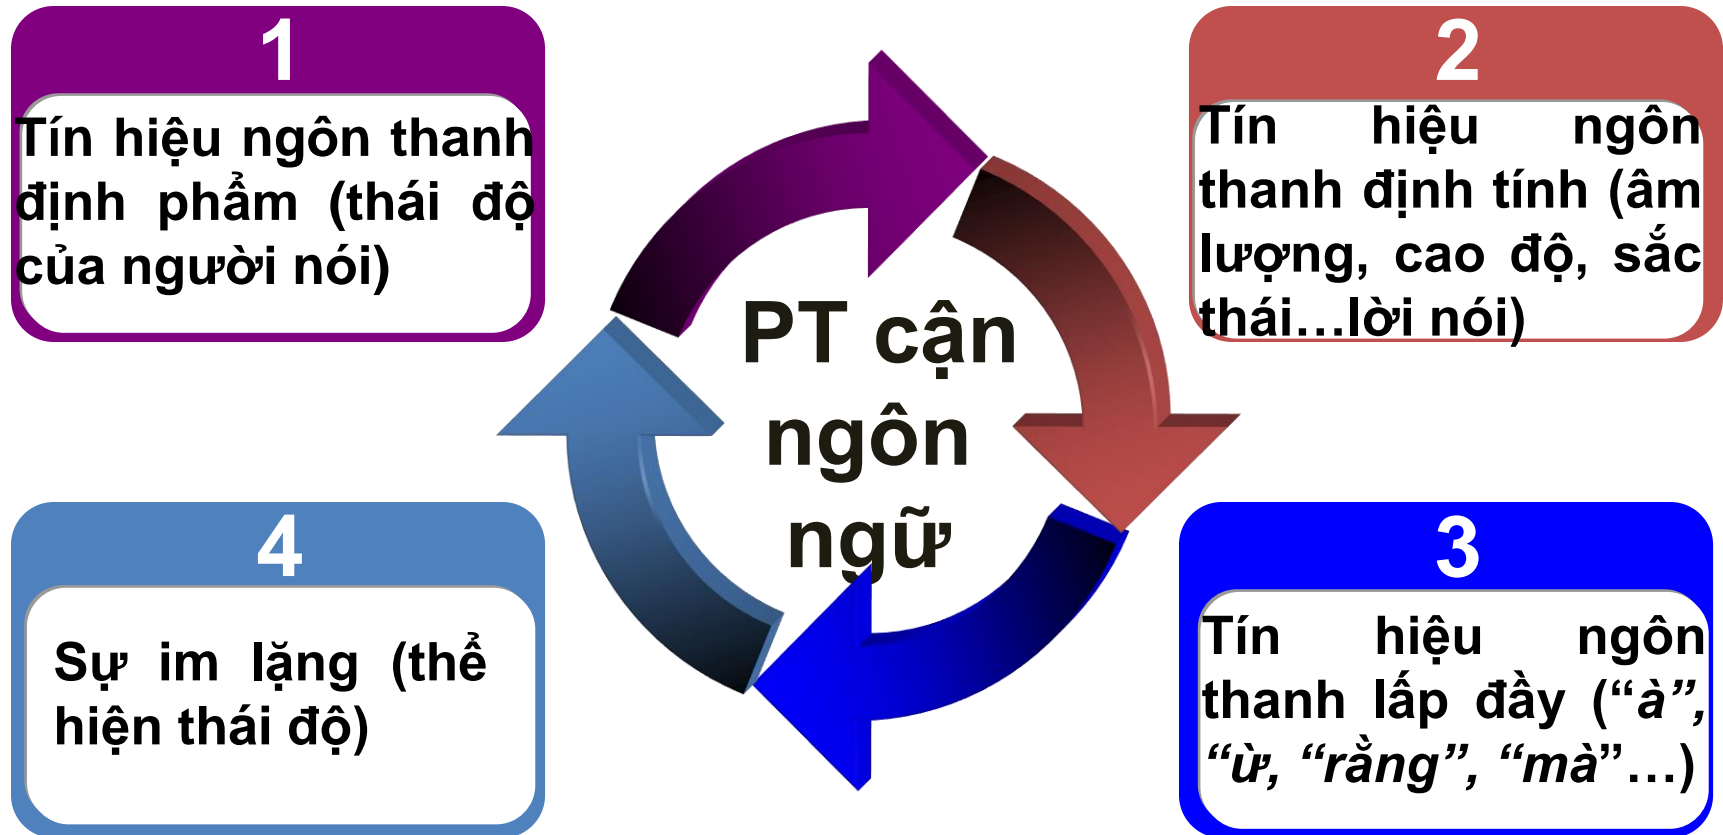 1
Tín hiệu ngôn thanh
định phẩm (thái độ
của người nói)
2
Tín hiệu ngôn
thanh định tính (âm
lượng, cao độ, sắc
thái…lời nói)
PT cận
ngôn
ngữ
3
Tín hiệu ngôn
thanh lấp đầy (“à”,
“ừ, “rằng”, “mà”…)
4
Sự im lặng (thể
hiện thái độ)